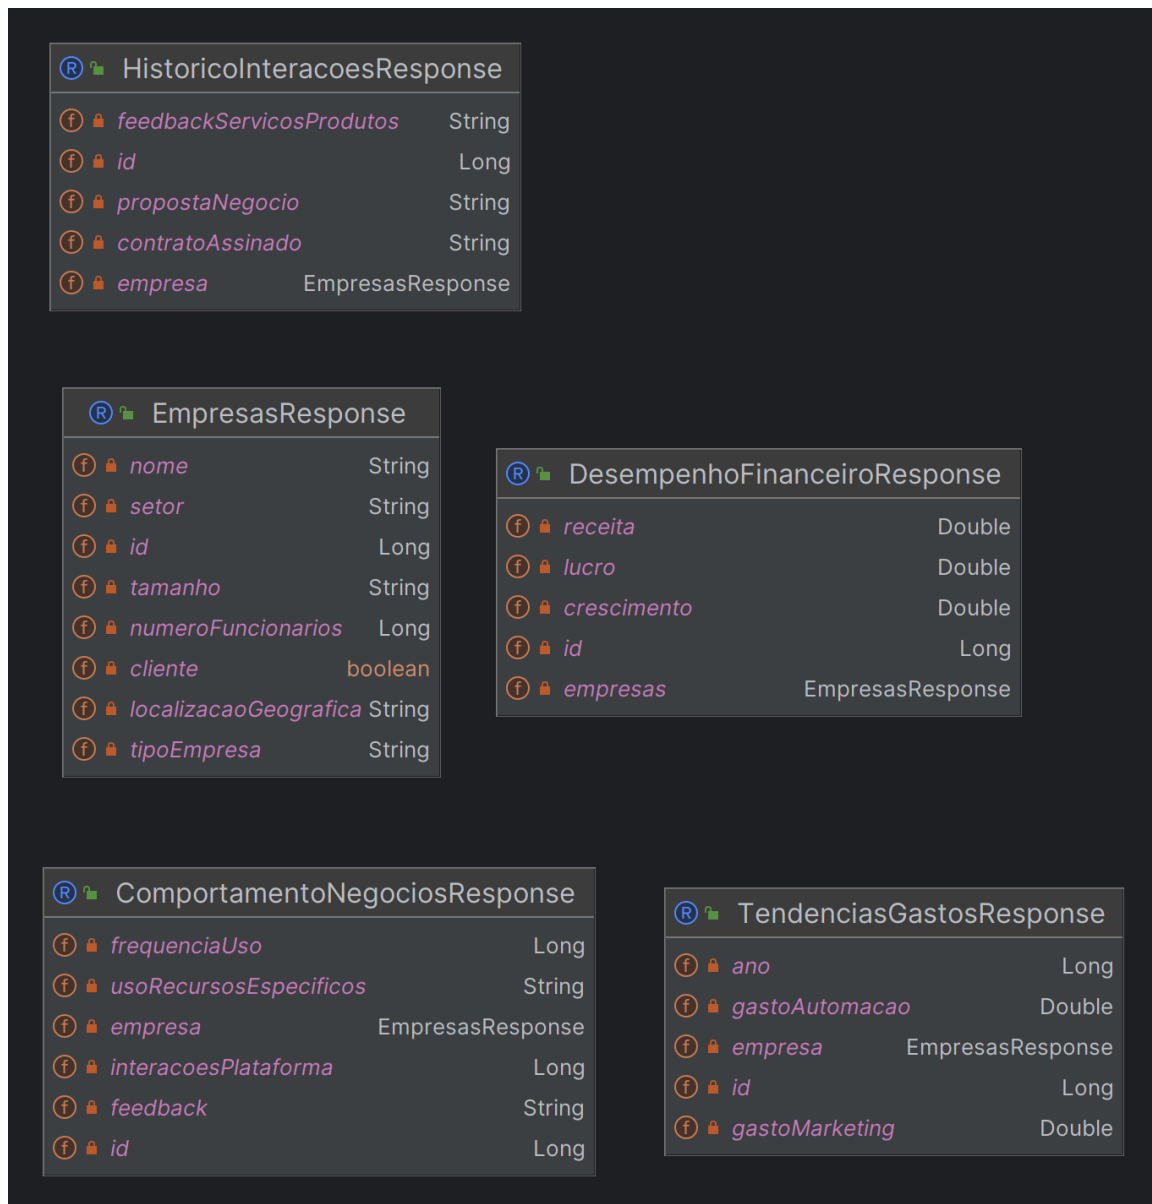 HistoricoInteracoesResponse
feedbackServicosProdutos String
id Long
propostaNegocio String
contratoAssinado String
empresa EmpresasResponse
EmpresasResponse
nome String
setor String
id Long
tamanho String
numeroFuncionarios Long
cliente boolean
localizacaoGeografica String
tipoEmpresa String
DesempenhoFinanceiroResponse
receita Double
lucro Double
crescimento Double
id Long
empresas EmpresasResponse
ComportamentoNegociosResponse
frequenciaUso Long
usoRecursosEspecificos String
empresa EmpresasResponse
interacoesPlataforma Long
feedback String
id Long
TendenciasGastosResponse
ano Long
gastoAutomacao Double
empresa EmpresasResponse
id Long
gastoMarketing Double